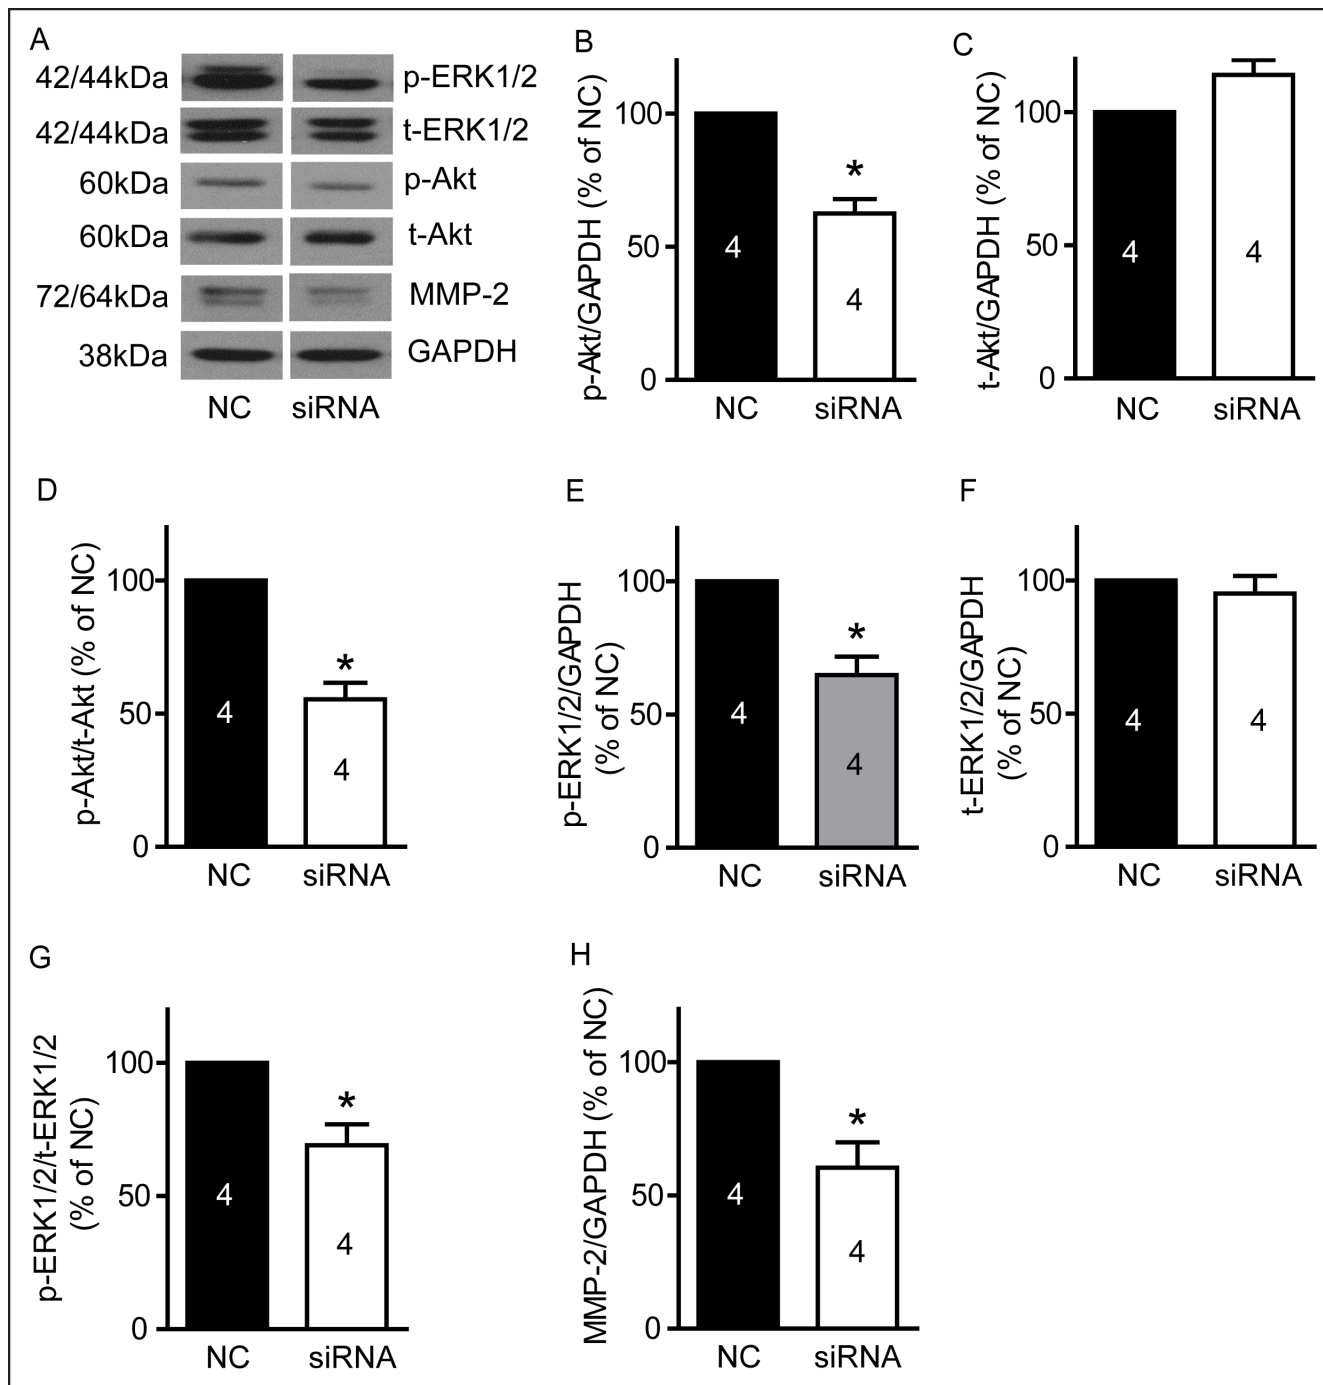 A
42/44kDa p-ERK1/2
42/44kDa t-ERK1/2
60kDa p-Akt
60kDa t-Akt
72/64kDa MMP-2
38kDa GAPDH
NC siRNA
B
p-Akt/GAPDH (% of NC)
100
50
0
*
4
4
NC siRNA
C
t-Akt/GAPDH (% of NC)
100
50
0
4
4
NC siRNA
D
p-Akt/t-Akt (% of NC)
100
50
0
*
4
4
NC siRNA
E
p-ERK1/2/GAPDH
(% of NC)
100
50
0
*
4
4
NC siRNA
F
t-ERK1/2/GAPDH
(% of NC)
100
50
0
4
4
NC siRNA
G
p-ERK1/2/t-ERK1/2
(% of NC)
100
50
0
*
4
4
NC siRNA
H
MMP-2/GAPDH (% of NC)
100
50
0
*
4
4
NC siRNA